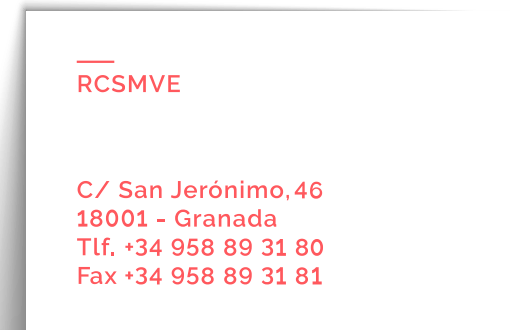 RCSMVE
C/ San Jerónimo, 46
18001 - Granada
Tlf. +34 958 89 31 80
Fax +34 958 89 31 81